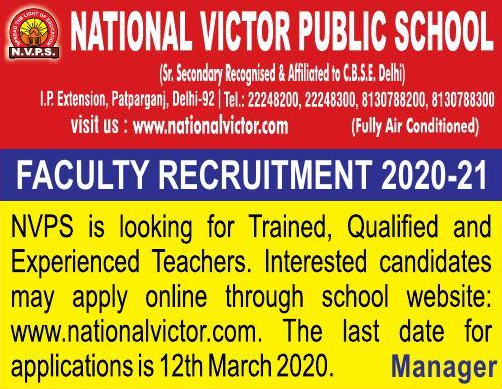 NATIONAL VICTOR PUBLIC SCHOOL
N.V.P.S.
(Sr. Secondary Recognised & Affiliated to C.B.S.E. Delhi)
I.P. Extension, Patparganj, Delhi-92 | Tel.: 22248200, 22248300, 8130788200, 8130788300
visit us : www.nationalvictor.com (Fully Air Conditioned)
FACULTY RECRUITMENT 2020-21
NVPS is looking for Trained, Qualified and
Experienced Teachers. Interested candidates
may apply online through school website:
www.nationalvictor.com. The last date for
applications is 12th March 2020. Manager